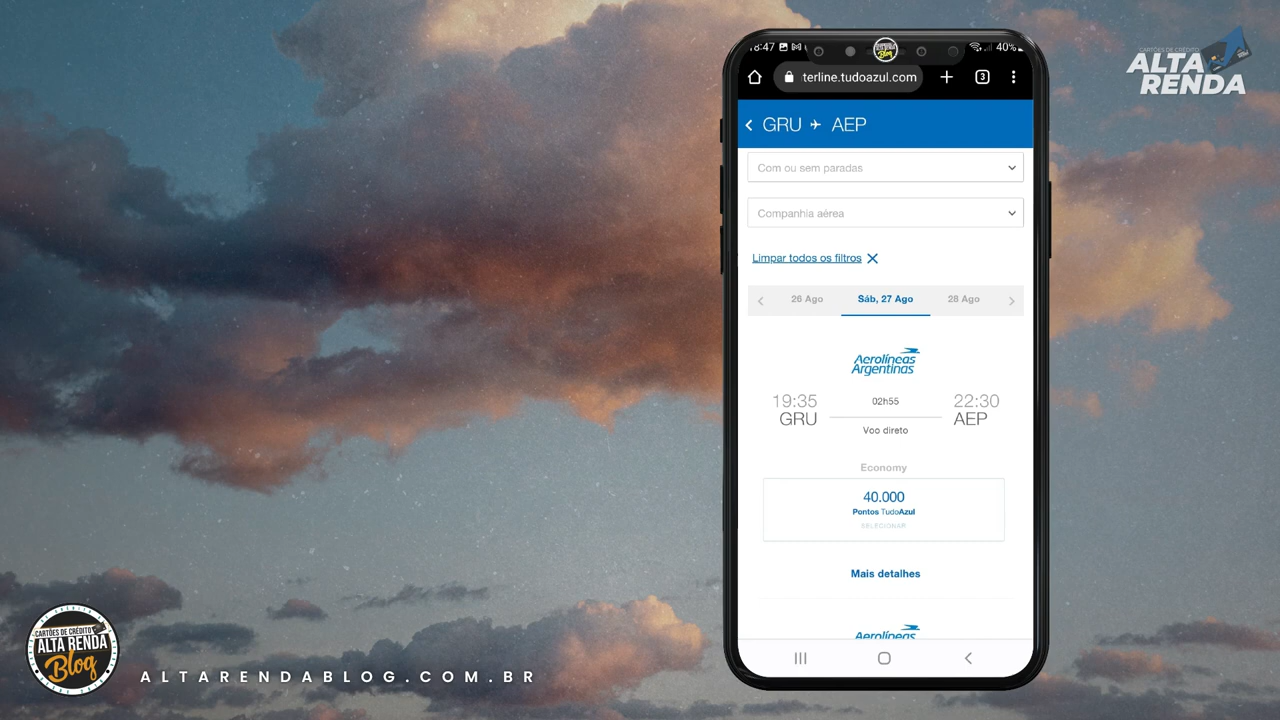 CARTÕES DE CRÉDITO
ALTA
RENDA
18:47
40%
terline.tudoazul.com
3
GRU AEP
Com ou sem paradas
Companhia aérea
Limpar todos os filtros
26 Ago
Sáb, 27 Ago
28 Ago
Aerolíneas
Argentinas
19:35
02h55
22:30
GRU
AEP
Voo direto
Economy
40.000
Pontos TudoAzul
SELECIONAR
Mais detalhes
Aerolíneas
CARTÕES DE CRÉDITO
ALTA RENDA
Blog
ALTARENDABLOG.COM.BR